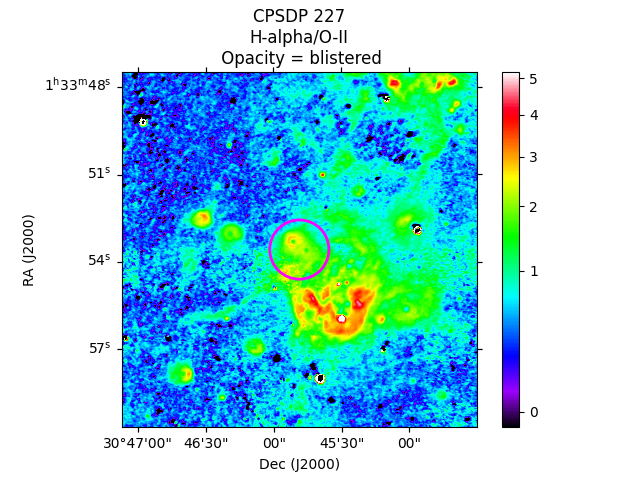 CPSDP 227
H-alpha/O-II
Opacity = blistered
1h33m48s
51s
54s
57s
RA (J2000)
30°47'00" 46'30" 00" 45'30" 00"
Dec (J2000)
5
4
3
2
1
0